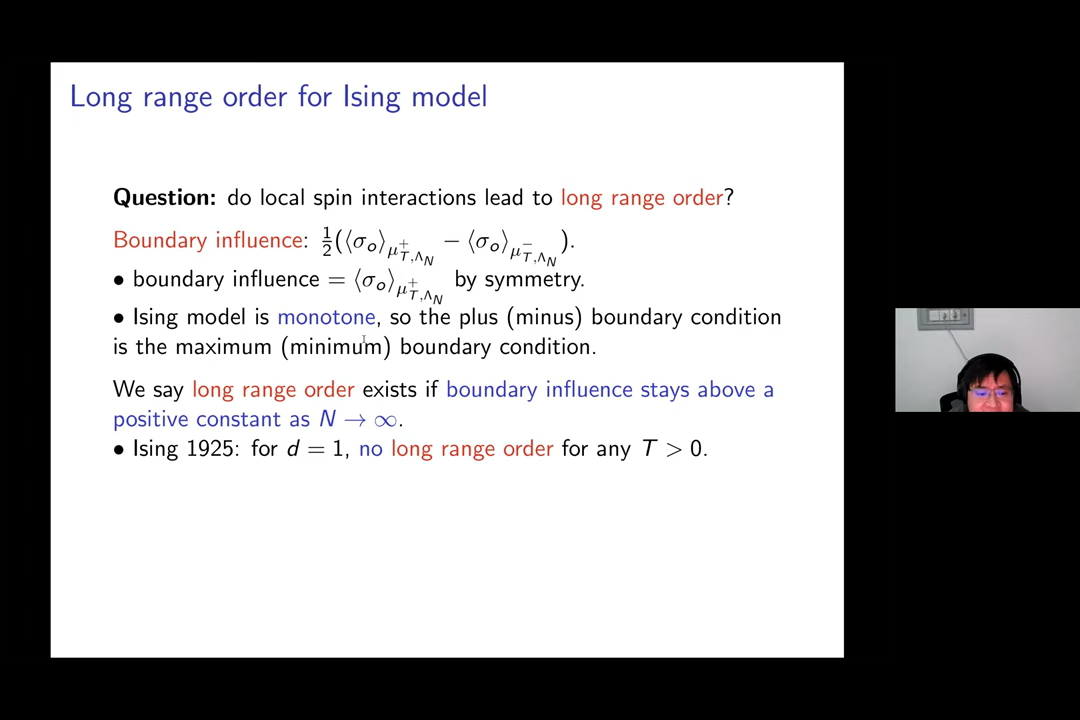 Long range order for Ising model
Question: do local spin interactions lead to long range order?
Boundary influence: ½(⟨σₒ⟩_{μ⁺_{T,Λ_N}} − ⟨σₒ⟩_{μ⁻_{T,Λ_N}}).
• boundary influence = ⟨σₒ⟩_{μ⁺_{T,Λ_N}} by symmetry.
• Ising model is monotone, so the plus (minus) boundary condition
is the maximum (minimum) boundary condition.
We say long range order exists if boundary influence stays above a
positive constant as N → ∞.
• Ising 1925: for d = 1, no long range order for any T > 0.